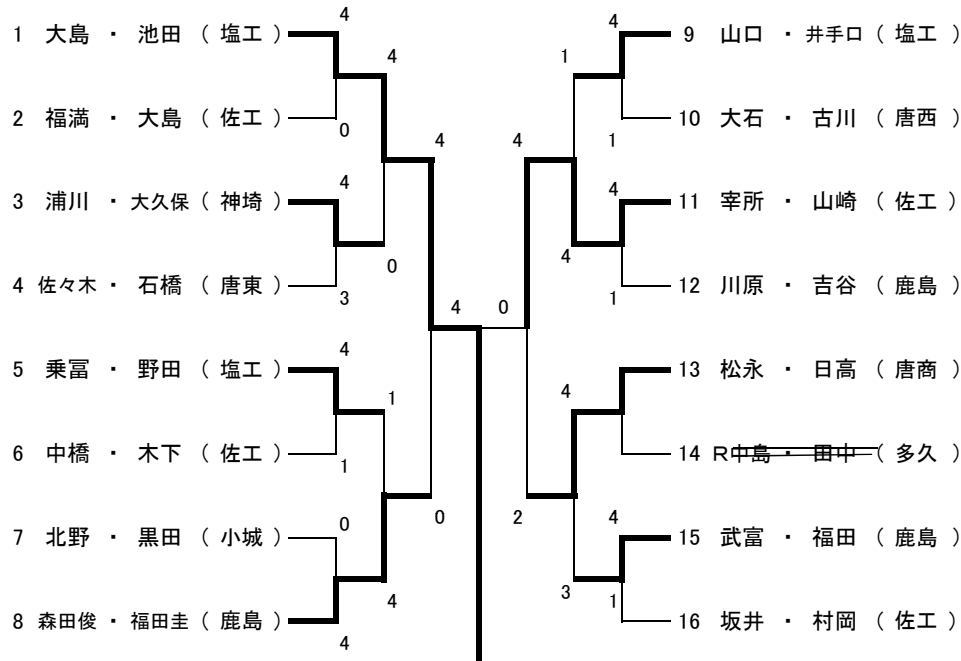 1 大島 ・ 池田 （ 塩工 ）
2 福満 ・ 大島 （ 佐工 ）
3 浦川 ・ 大久保 （ 神埼 ）
4 佐々木 ・ 石橋 （ 唐東 ）
5 乗冨 ・ 野田 （ 塩工 ）
6 中橋 ・ 木下 （ 佐工 ）
7 北野 ・ 黒田 （ 小城 ）
8 森田俊 ・ 福田圭 （ 鹿島 ）
4
0
4
3
4
1
0
4
4
0
1
4
4
0
4
0
4
2
1
4
4
3
4
1
4
1
4
1
9 山口 ・ 井手口 （ 塩工 ）
10 大石 ・ 古川 （ 唐西 ）
11 宰所 ・ 山崎 （ 佐工 ）
12 川原 ・ 吉谷 （ 鹿島 ）
13 松永 ・ 日高 （ 唐商 ）
14 R中島 ・ 田中 （ 多久 ）
15 武富 ・ 福田 （ 鹿島 ）
16 坂井 ・ 村岡 （ 佐工 ）